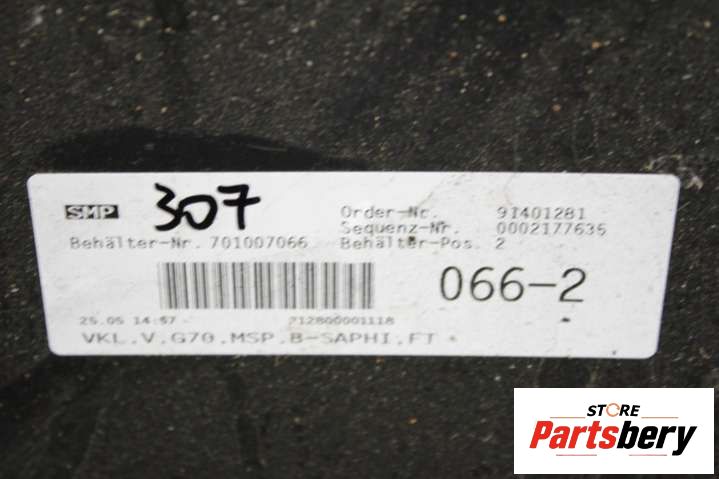 SMP 307
Order-Nr. 91401281
Sequenz-Nr. 0002177635
Behälter-Nr. 701007066 Behälter-Pos. 2
066-2
25.05 14:57 712800001118
VKL.V.G70.MSP.B-SAPHI.FT
STORE
Partsbery